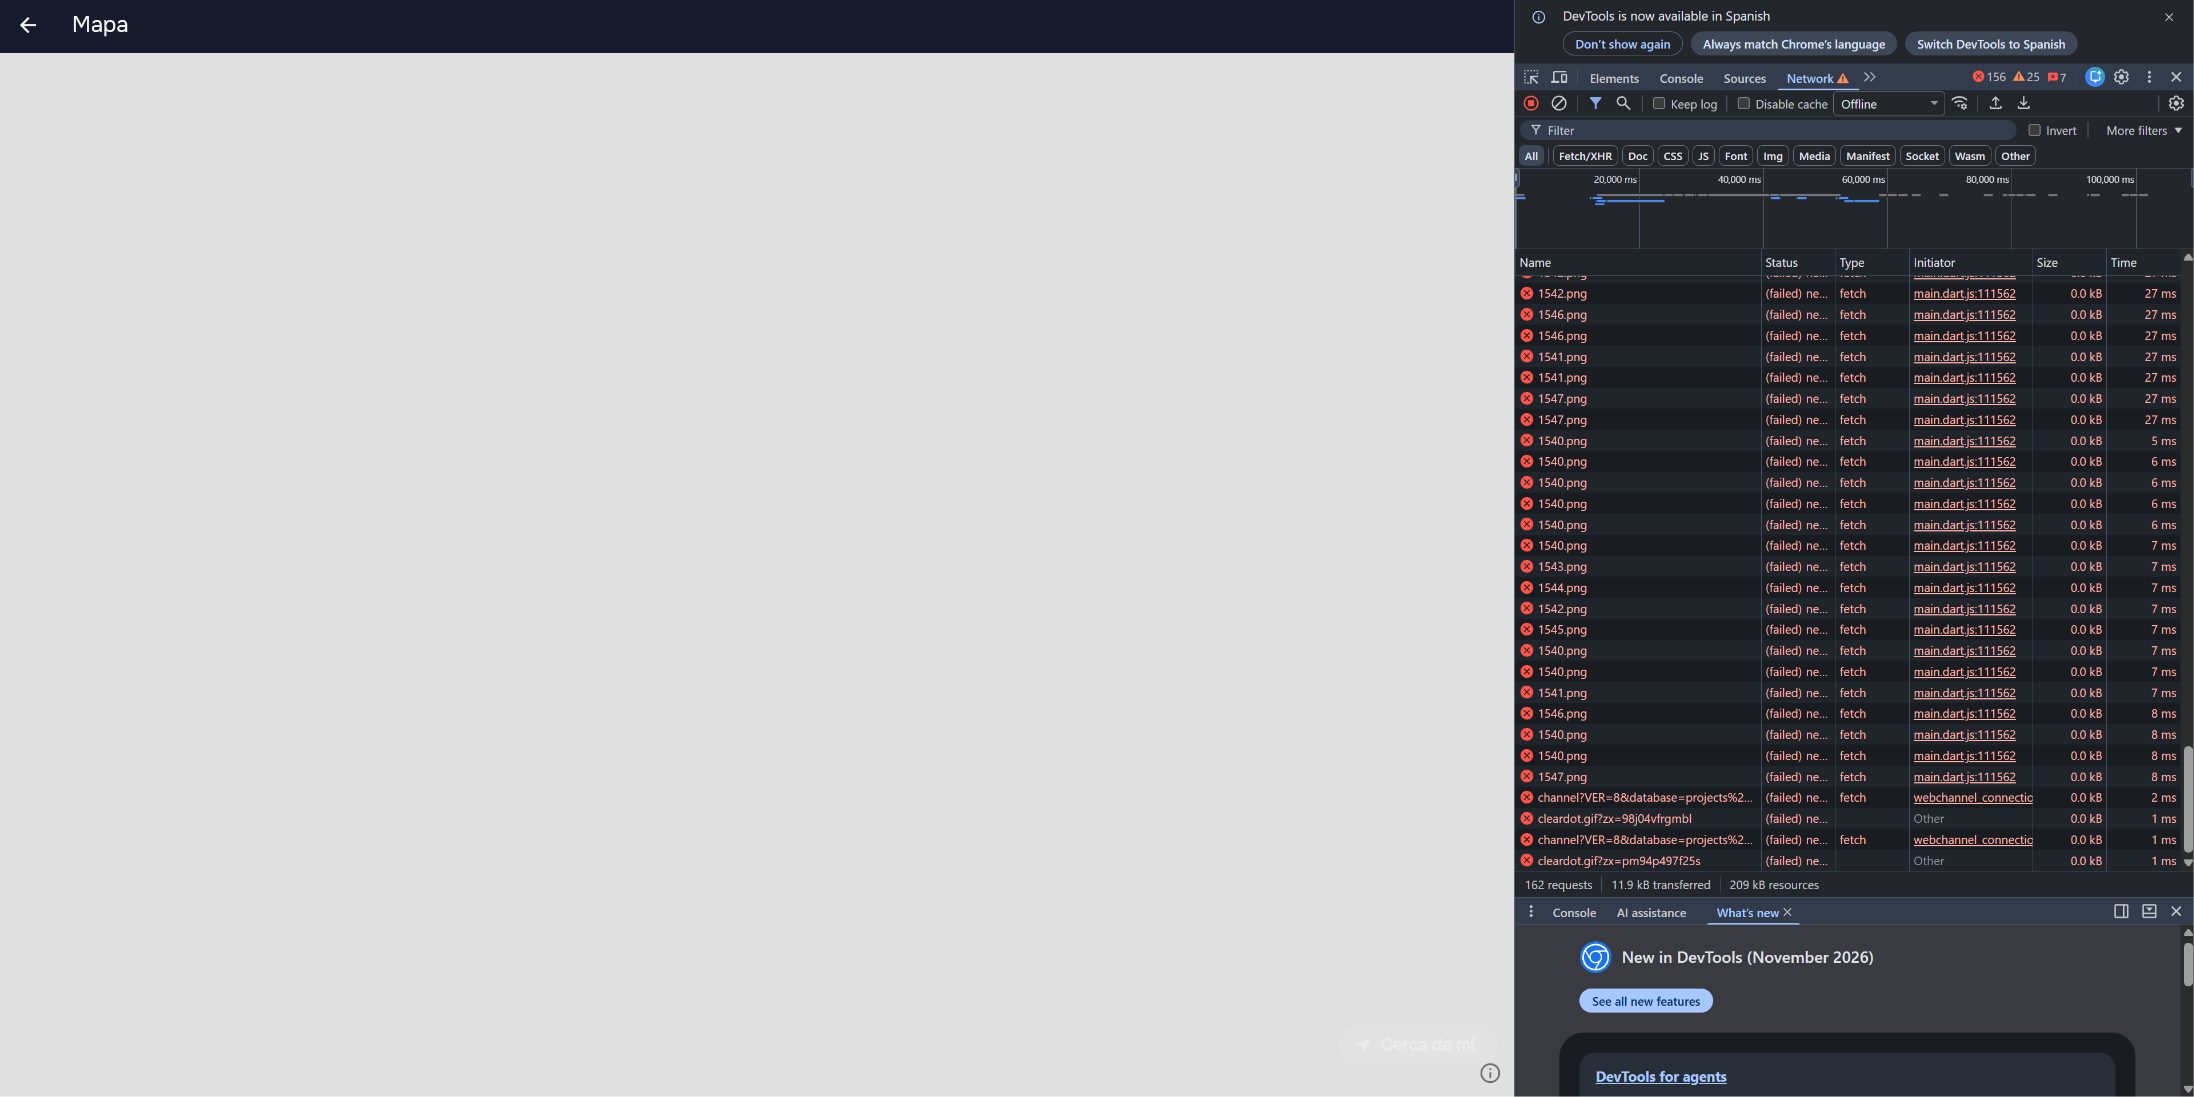 Mapa
Cerca de mí
DevTools is now available in Spanish
Don't show again
Always match Chrome's language
Switch DevTools to Spanish
Elements
Console
Sources
Network
156
25
7
Keep log
Disable cache
Offline
Filter
Invert
More filters
All
Fetch/XHR
Doc
CSS
JS
Font
Img
Media
Manifest
Socket
Wasm
Other
20,000 ms
40,000 ms
60,000 ms
80,000 ms
100,000 ms
Name Status Type Initiator Size Time
1542.png (failed) ne... fetch main.dart.js:111562 0.0 kB 27 ms
1546.png (failed) ne... fetch main.dart.js:111562 0.0 kB 27 ms
1546.png (failed) ne... fetch main.dart.js:111562 0.0 kB 27 ms
1541.png (failed) ne... fetch main.dart.js:111562 0.0 kB 27 ms
1541.png (failed) ne... fetch main.dart.js:111562 0.0 kB 27 ms
1547.png (failed) ne... fetch main.dart.js:111562 0.0 kB 27 ms
1547.png (failed) ne... fetch main.dart.js:111562 0.0 kB 27 ms
1540.png (failed) ne... fetch main.dart.js:111562 0.0 kB 5 ms
1540.png (failed) ne... fetch main.dart.js:111562 0.0 kB 6 ms
1540.png (failed) ne... fetch main.dart.js:111562 0.0 kB 6 ms
1540.png (failed) ne... fetch main.dart.js:111562 0.0 kB 6 ms
1540.png (failed) ne... fetch main.dart.js:111562 0.0 kB 6 ms
1540.png (failed) ne... fetch main.dart.js:111562 0.0 kB 7 ms
1543.png (failed) ne... fetch main.dart.js:111562 0.0 kB 7 ms
1544.png (failed) ne... fetch main.dart.js:111562 0.0 kB 7 ms
1542.png (failed) ne... fetch main.dart.js:111562 0.0 kB 7 ms
1545.png (failed) ne... fetch main.dart.js:111562 0.0 kB 7 ms
1540.png (failed) ne... fetch main.dart.js:111562 0.0 kB 7 ms
1540.png (failed) ne... fetch main.dart.js:111562 0.0 kB 7 ms
1541.png (failed) ne... fetch main.dart.js:111562 0.0 kB 7 ms
1546.png (failed) ne... fetch main.dart.js:111562 0.0 kB 8 ms
1540.png (failed) ne... fetch main.dart.js:111562 0.0 kB 8 ms
1540.png (failed) ne... fetch main.dart.js:111562 0.0 kB 8 ms
1547.png (failed) ne... fetch main.dart.js:111562 0.0 kB 8 ms
channel?VER=8&database=projects%2... (failed) ne... fetch webchannel_connectio 0.0 kB 2 ms
cleardot.gif?zx=98j04vfrgmbl (failed) ne... Other 0.0 kB 1 ms
channel?VER=8&database=projects%2... (failed) ne... fetch webchannel_connectio 0.0 kB 1 ms
cleardot.gif?zx=pm94p497f25s (failed) ne... Other 0.0 kB 1 ms
162 requests
11.9 kB transferred
209 kB resources
Console
AI assistance
What's new
New in DevTools (November 2026)
See all new features
DevTools for agents